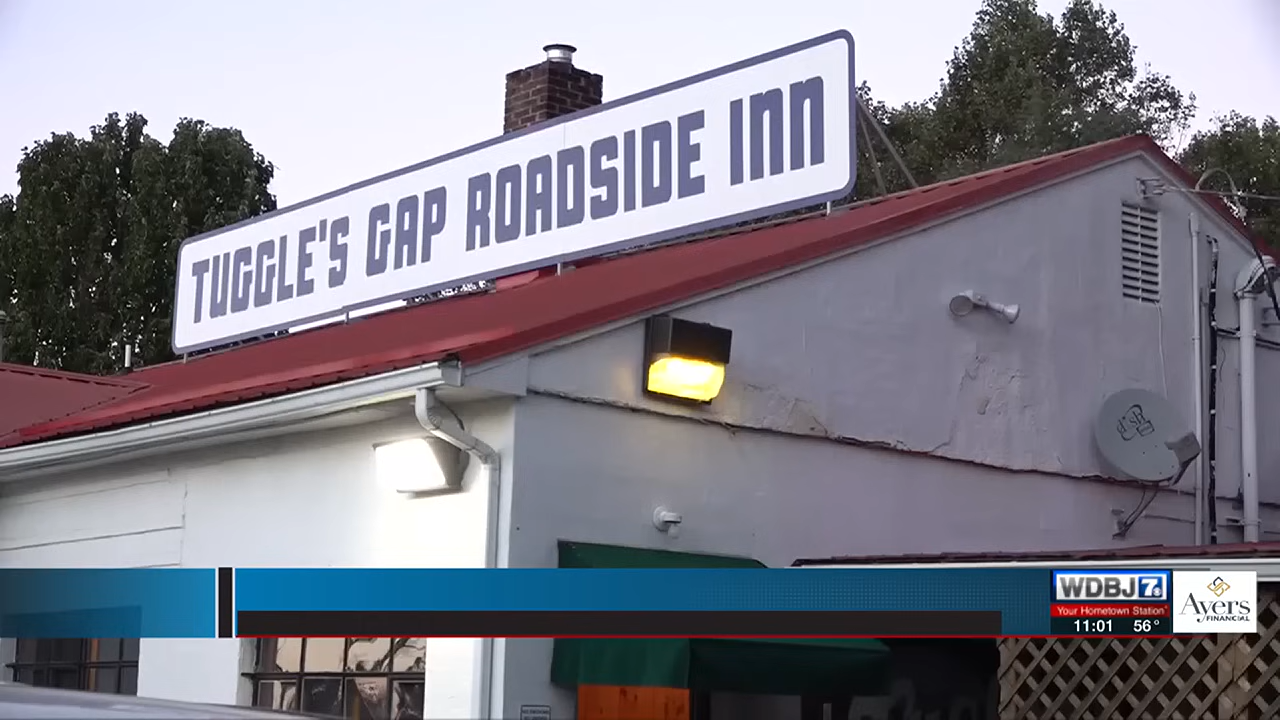 TUGGLE'S GAP ROADSIDE INN
WDBJ7
Your Hometown Station
11:01 56°
Ayers
FINANCIAL